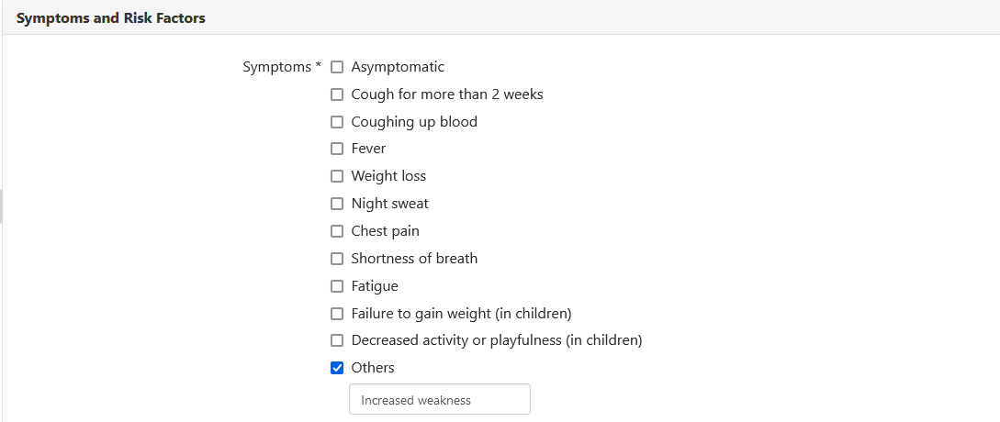 Symptoms and Risk Factors
Symptoms * Asymptomatic
Cough for more than 2 weeks
Coughing up blood
Fever
Weight loss
Night sweat
Chest pain
Shortness of breath
Fatigue
Failure to gain weight (in children)
Decreased activity or playfulness (in children)
Others
Increased weakness